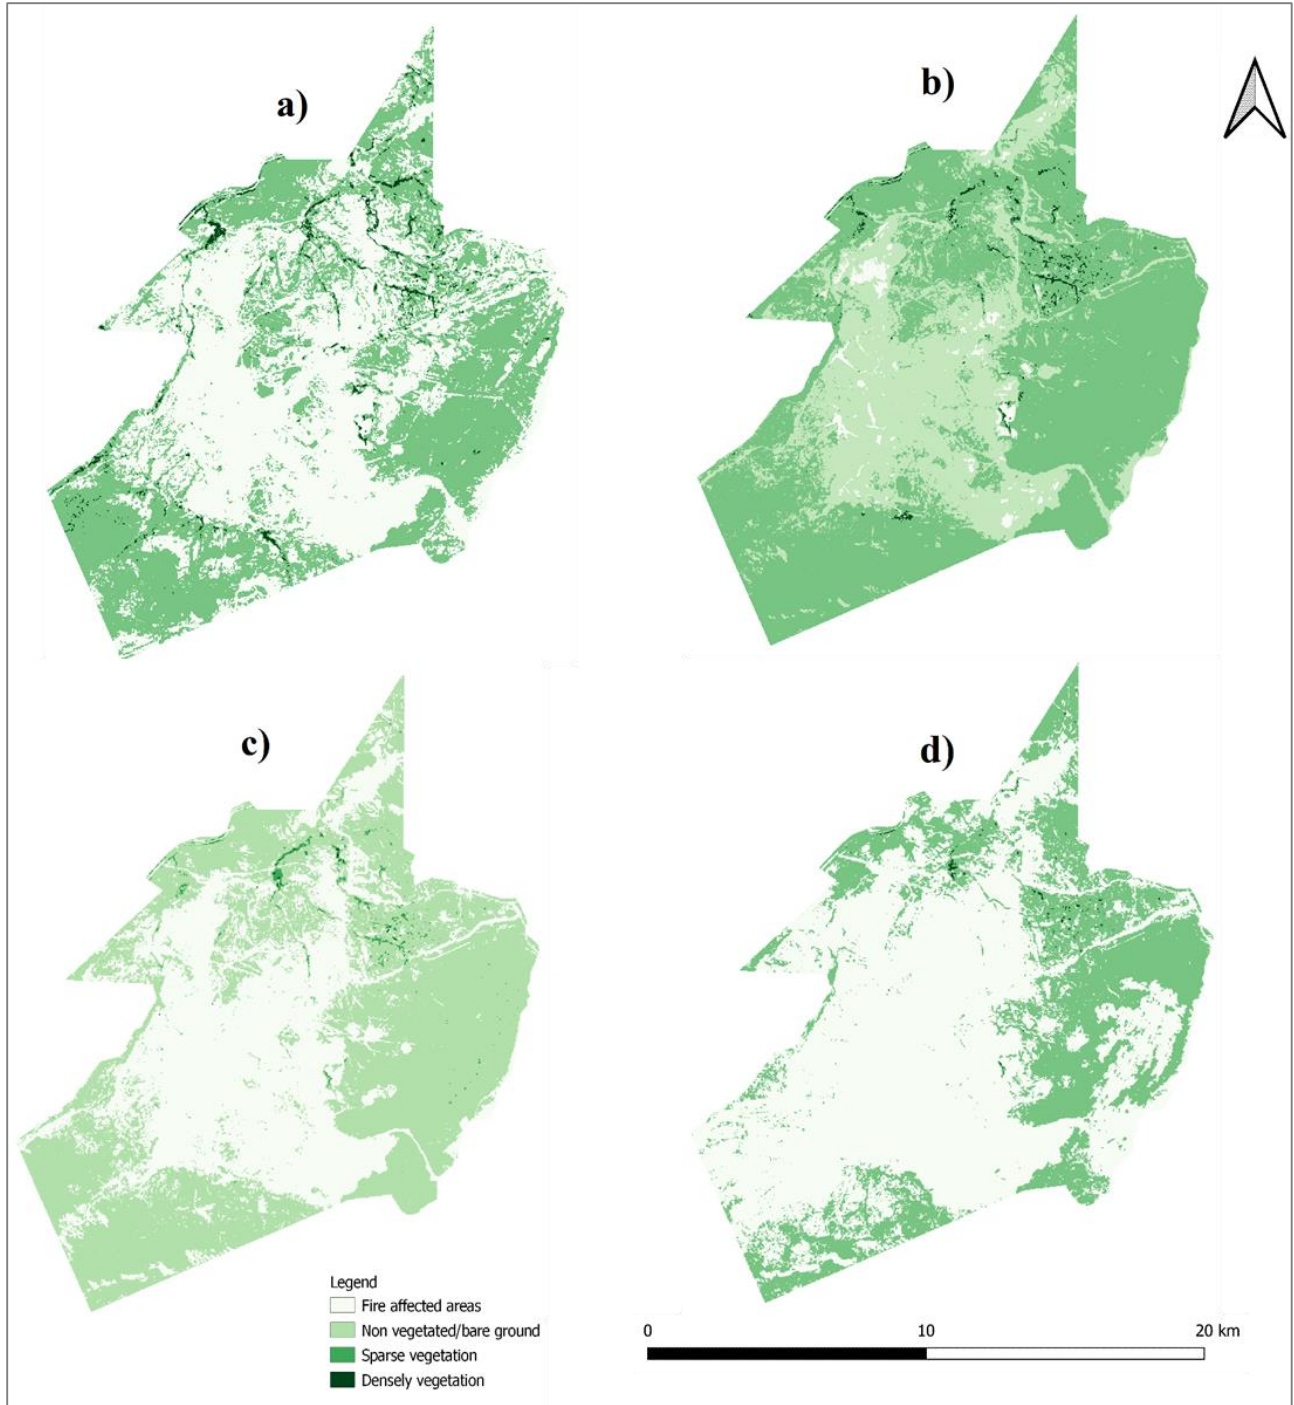 a)
b)
c)
d)
Legend
Fire affected areas
Non vegetated/bare ground
Sparse vegetation
Densely vegetation
0 10 20 km